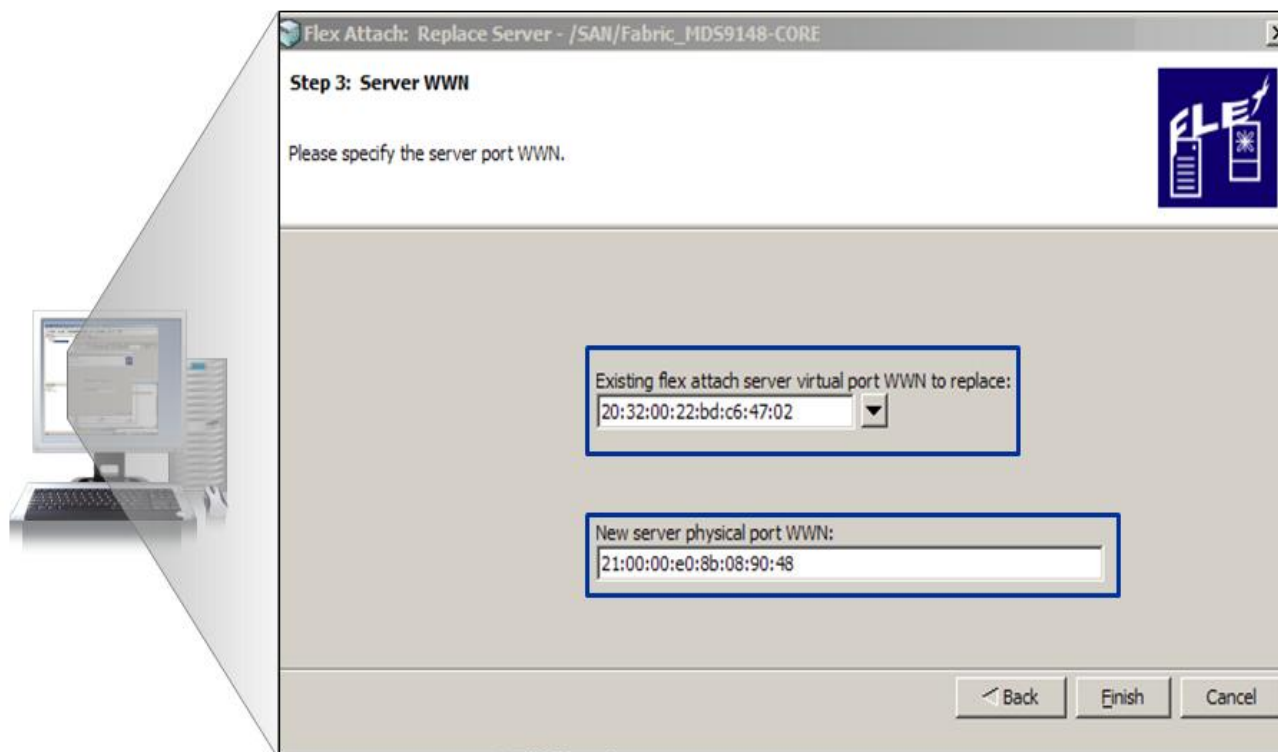 Flex Attach: Replace Server - /SAN/Fabric_MDS9148-CORE
Step 3: Server WWN
Please specify the server port WWN.
FLEX
Existing flex attach server virtual port WWN to replace:
20:32:00:22:bd:c6:47:02
New server physical port WWN:
21:00:00:e0:8b:08:90:48
Back
Finish
Cancel